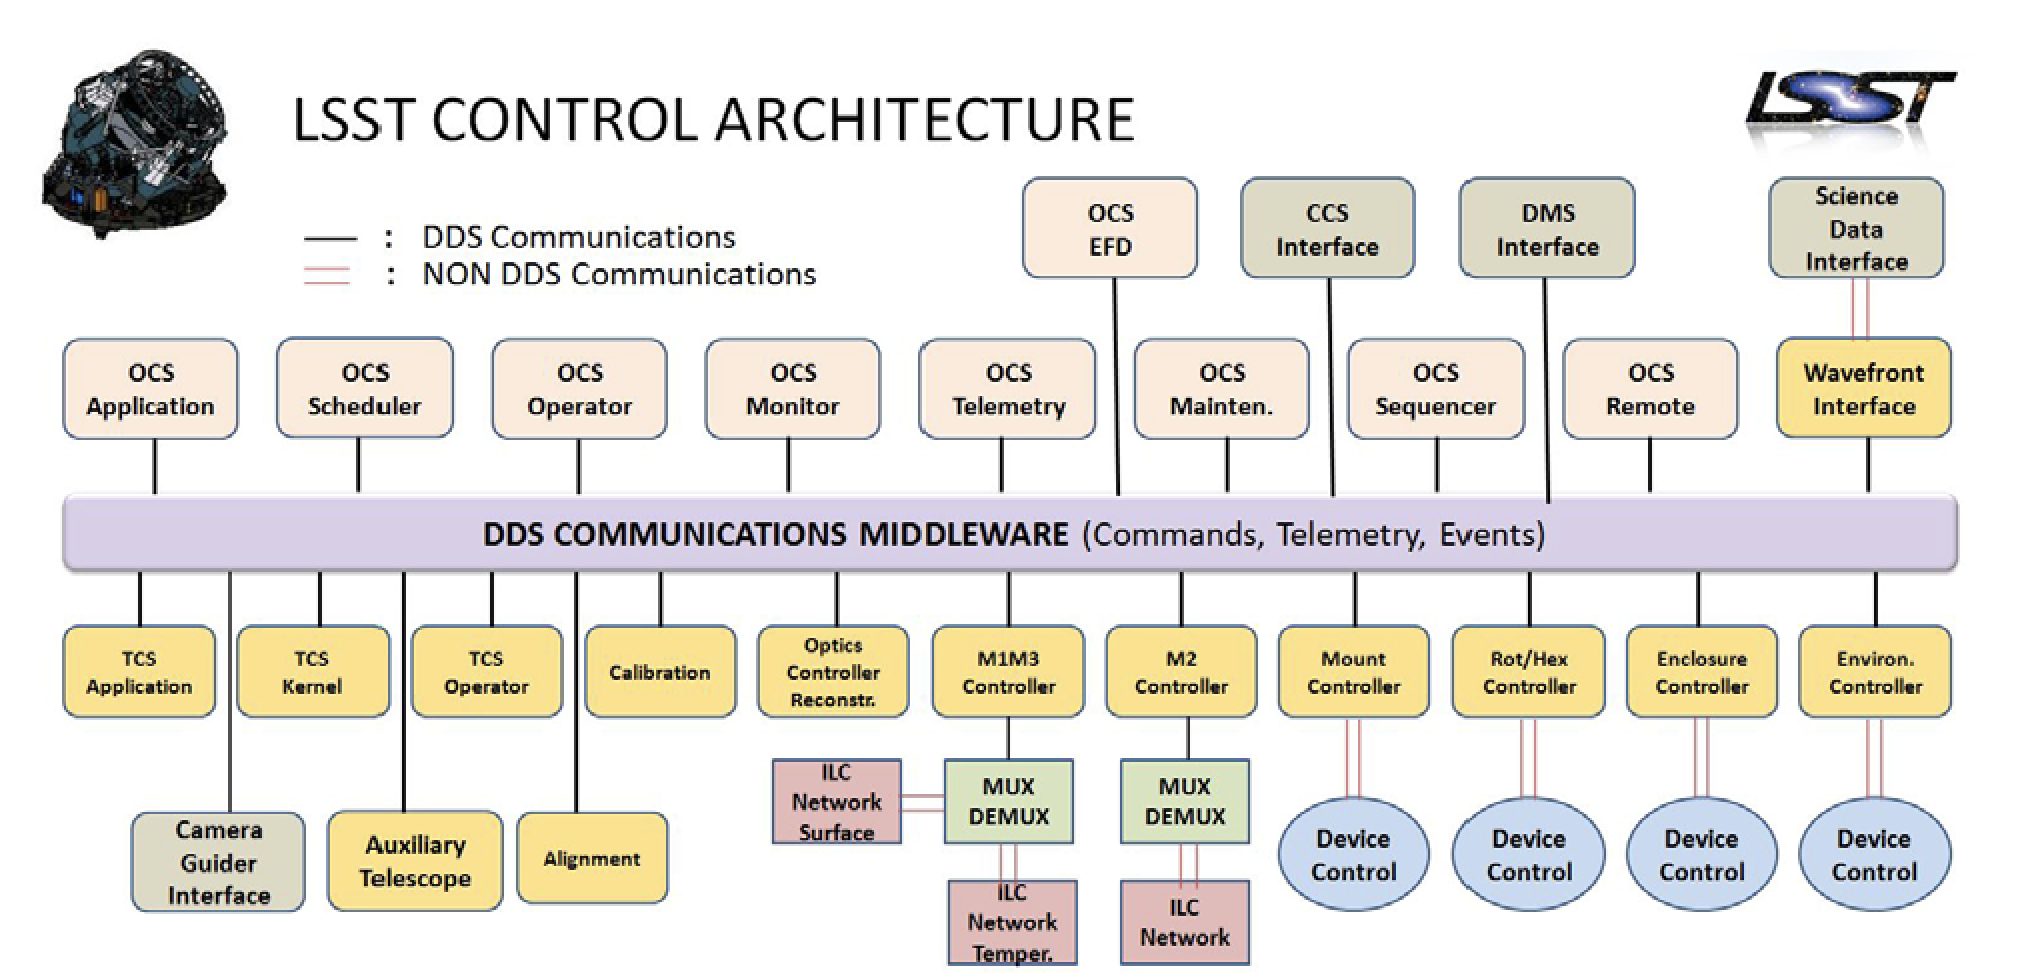 LSST CONTROL ARCHITECTURE
LSST
: DDS Communications
: NON DDS Communications
OCS
EFD
CCS
Interface
DMS
Interface
Science
Data
Interface
OCS
Application
OCS
Scheduler
OCS
Operator
OCS
Monitor
OCS
Telemetry
OCS
Mainten.
OCS
Sequencer
OCS
Remote
Wavefront
Interface
DDS COMMUNICATIONS MIDDLEWARE (Commands, Telemetry, Events)
TCS
Application
TCS
Kernel
TCS
Operator
Calibration
Optics
Controller
Reconstr.
M1M3
Controller
M2
Controller
Mount
Controller
Rot/Hex
Controller
Enclosure
Controller
Environ.
Controller
Camera
Guider
Interface
Auxiliary
Telescope
Alignment
ILC
Network
Surface
MUX
DEMUX
MUX
DEMUX
Device
Control
Device
Control
Device
Control
Device
Control
ILC
Network
Temper.
ILC
Network